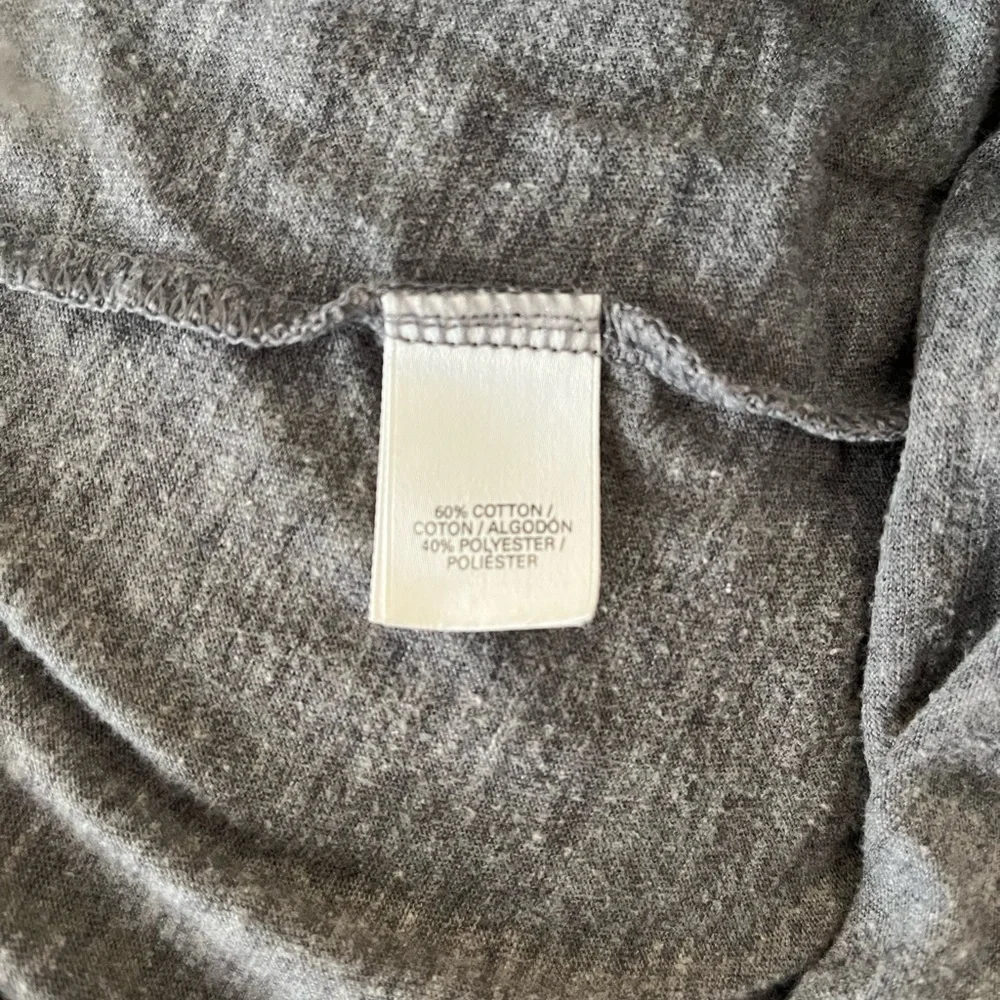 60% COTTON /
COTON / ALGODÓN
40% POLYESTER /
POLIÉSTER